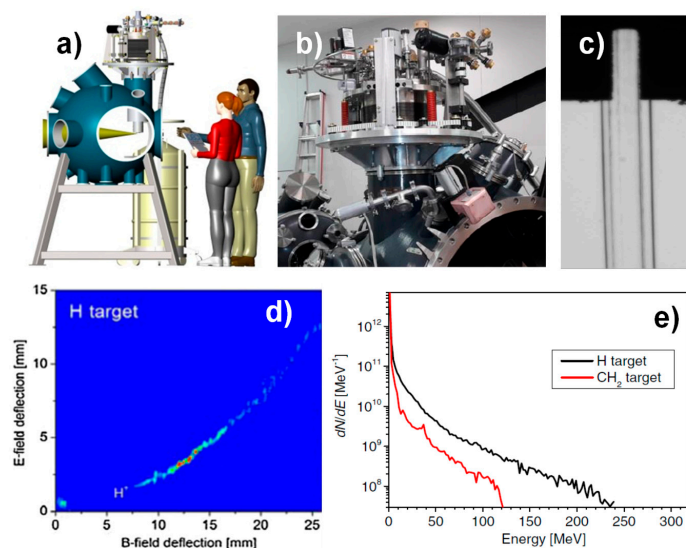 a)
b)
c)
d)
e)
H target
H⁺
15
10
5
0
0
5
10
15
20
25
E-field deflection [mm]
B-field deflection [mm]
H target
CH₂ target
10¹²
10¹¹
10¹⁰
10⁹
10⁸
dN/dE [MeV⁻¹]
0
50
100
150
200
250
300
Energy [MeV]